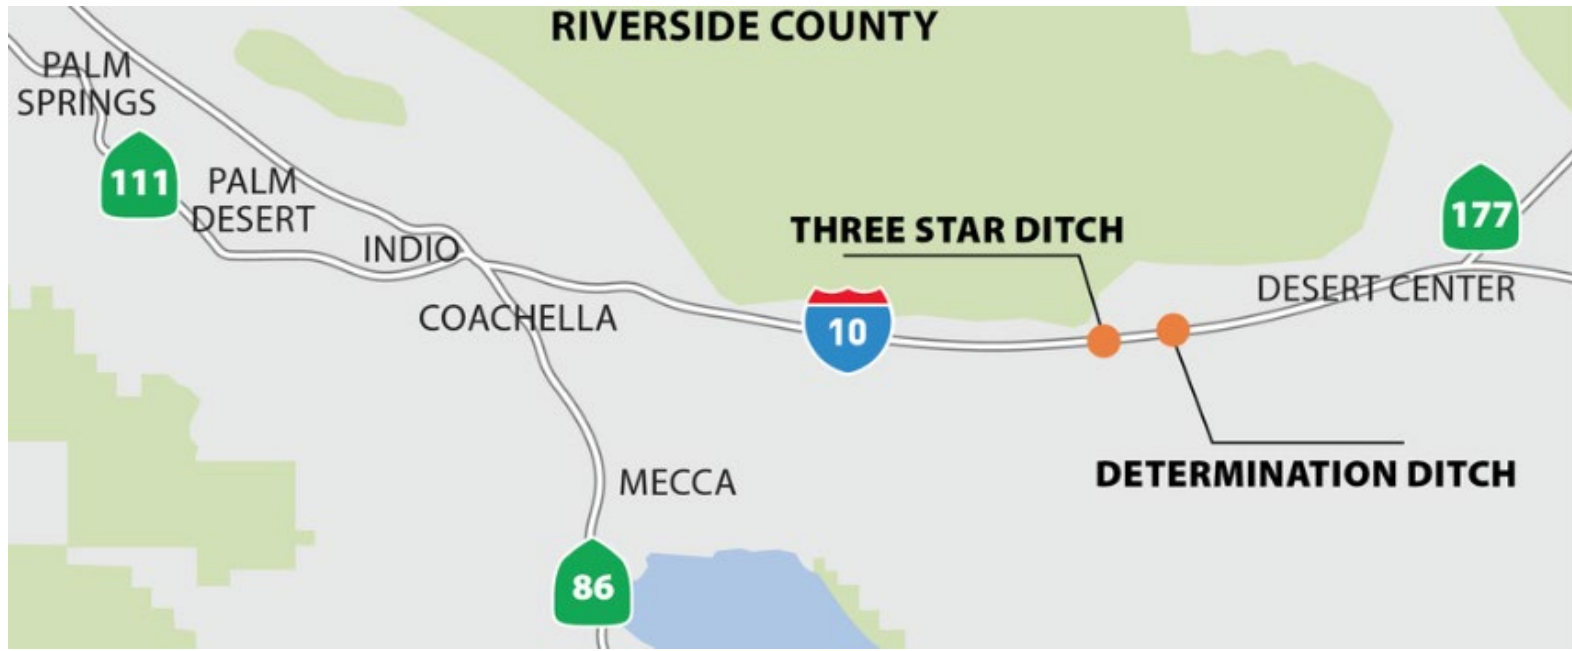 RIVERSIDE COUNTY
PALM
SPRINGS
111
PALM
DESERT
INDIO
COACHELLA
THREE STAR DITCH
177
DESERT CENTER
10
DETERMINATION DITCH
MECCA
86